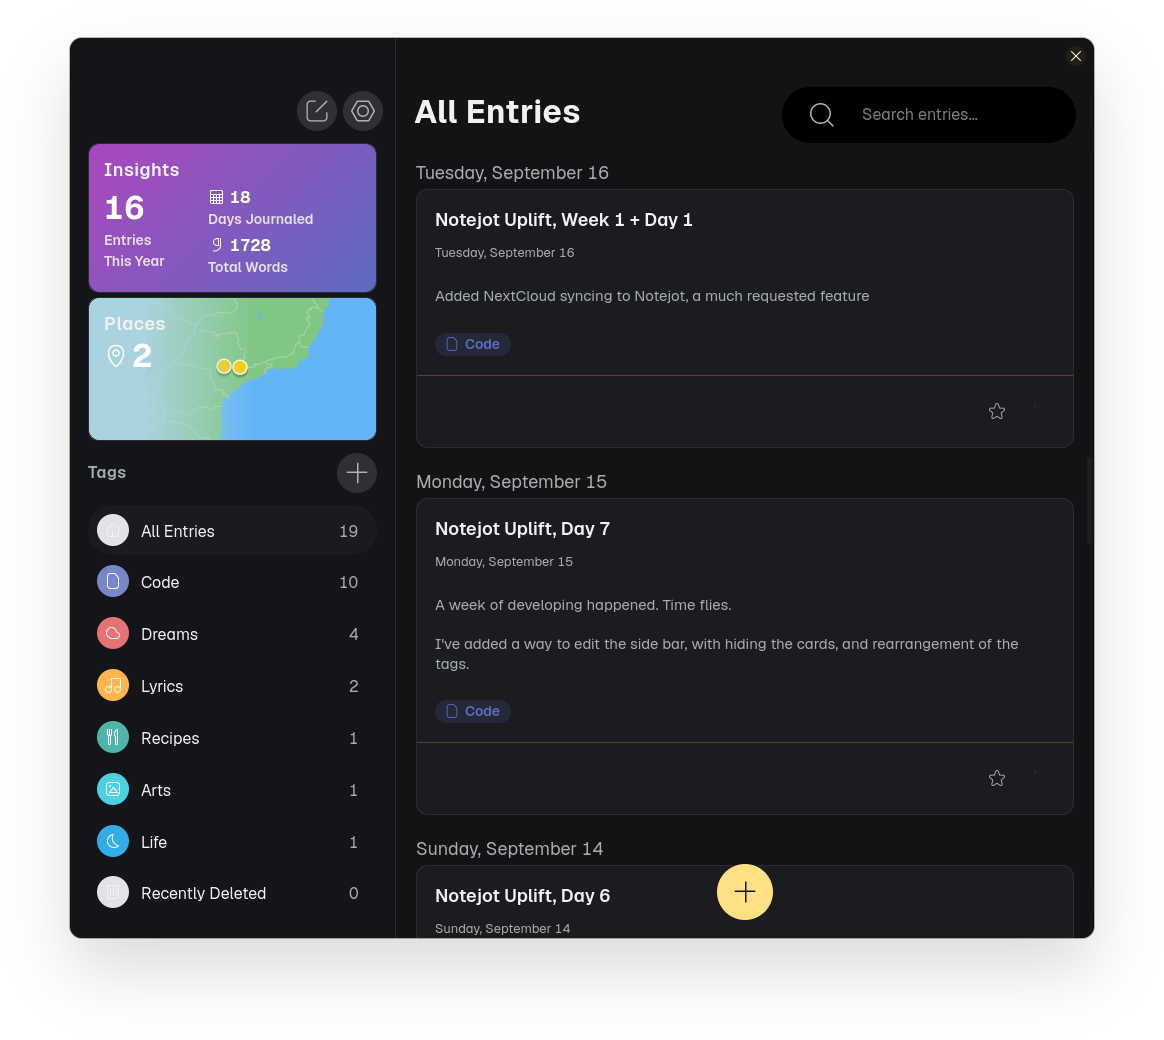 Insights
16
Entries
This Year
18
Days Journaled
1728
Total Words
Places
2
Tags
All Entries 19
Code 10
Dreams 4
Lyrics 2
Recipes 1
Arts 1
Life 1
Recently Deleted 0
All Entries
Search entries...
Tuesday, September 16
Notejot Uplift, Week 1 + Day 1
Tuesday, September 16
Added NextCloud syncing to Notejot, a much requested feature
Code
Monday, September 15
Notejot Uplift, Day 7
Monday, September 15
A week of developing happened. Time flies.
I've added a way to edit the side bar, with hiding the cards, and rearrangement of the
tags.
Code
Sunday, September 14
Notejot Uplift, Day 6
Sunday, September 14